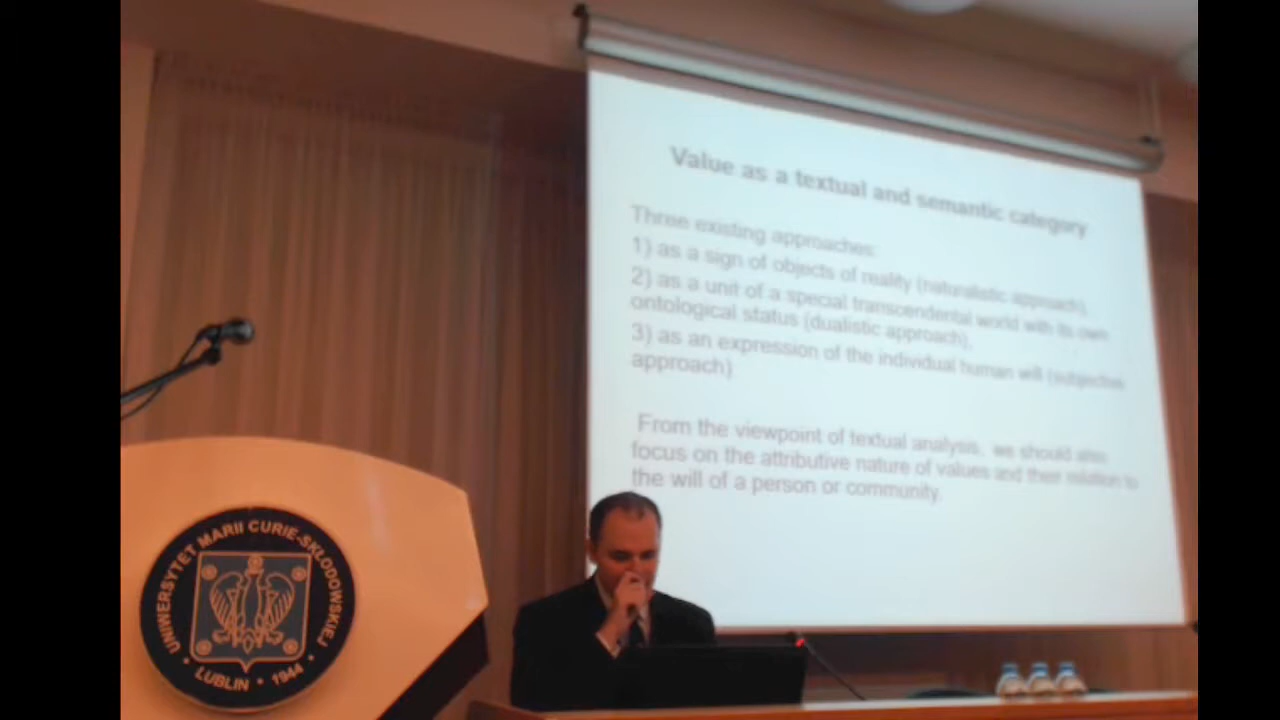 Value as a textual and semantic category
Three existing approaches:
1) as a sign of objects of reality (naturalistic approach),
2) as a unit of a special transcendental world with its own
ontological status (dualistic approach),
3) as an expression of the individual human will (subjective
approach)
From the viewpoint of textual analysis, we should also
focus on the attributive nature of values and their relation to
the will of a person or community.
UNIWERSYTET MARII CURIE-SKŁODOWSKIEJ
LUBLIN • 1944